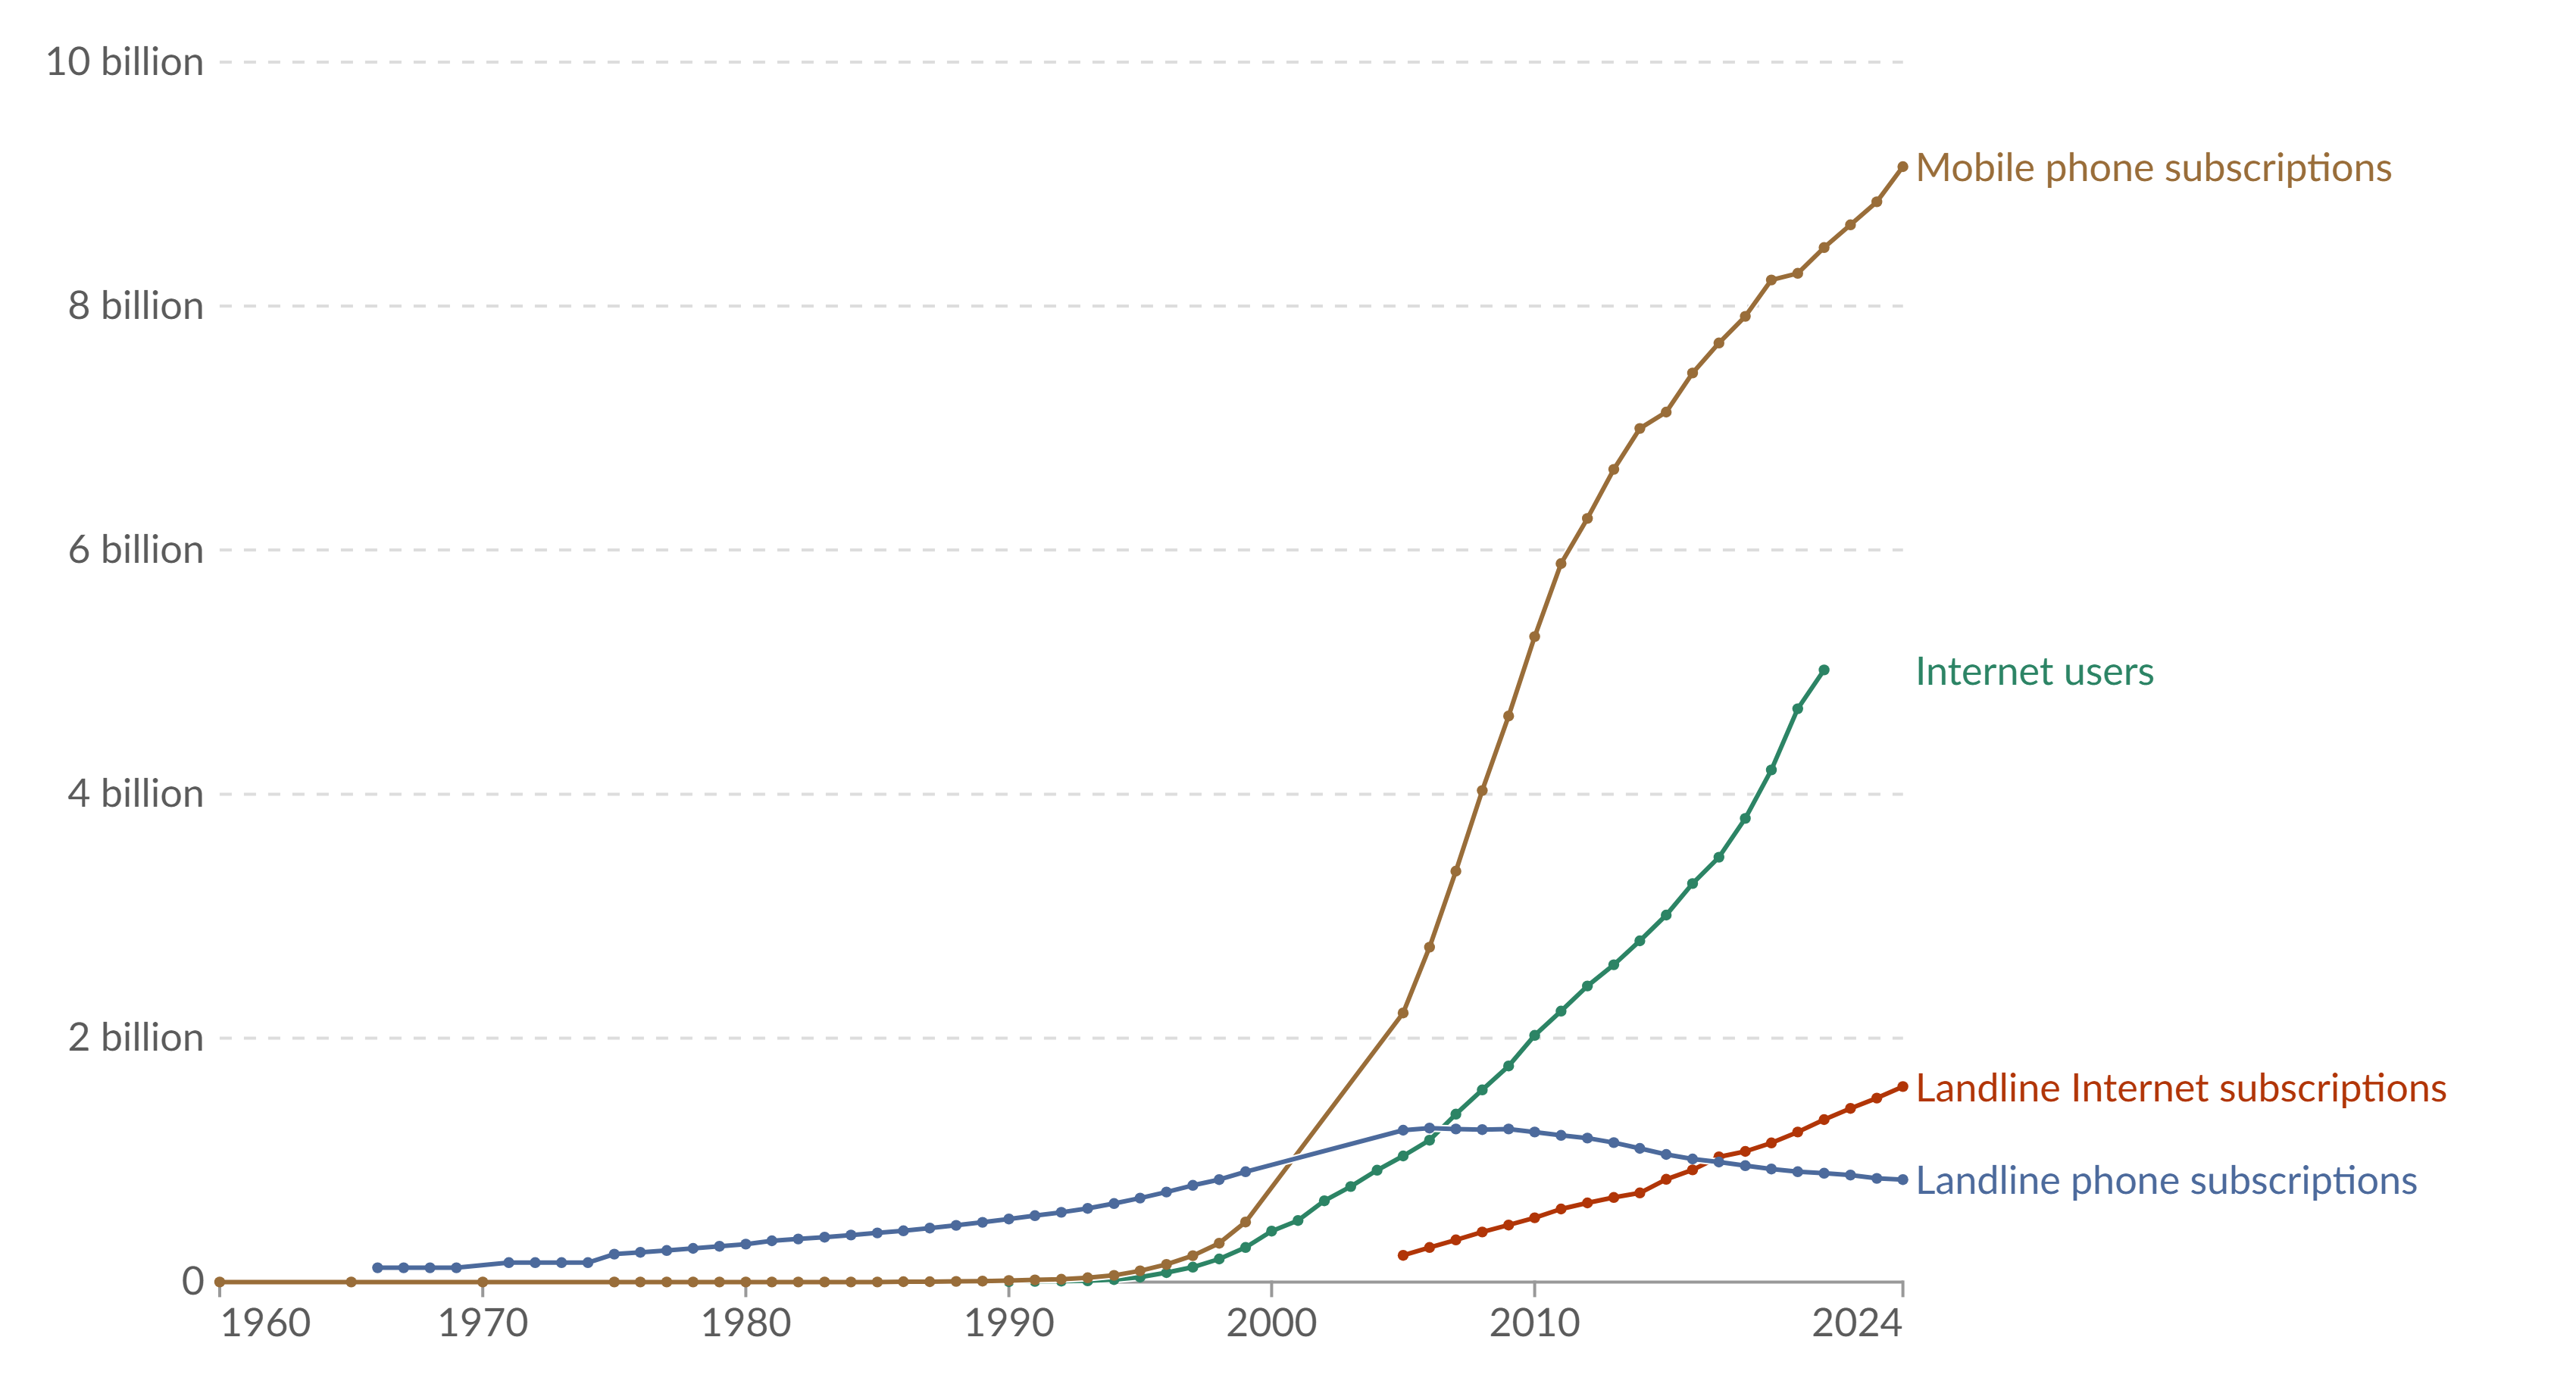 10 billion
8 billion
6 billion
4 billion
2 billion
0
1960
1970
1980
1990
2000
2010
2024
Mobile phone subscriptions
Internet users
Landline Internet subscriptions
Landline phone subscriptions